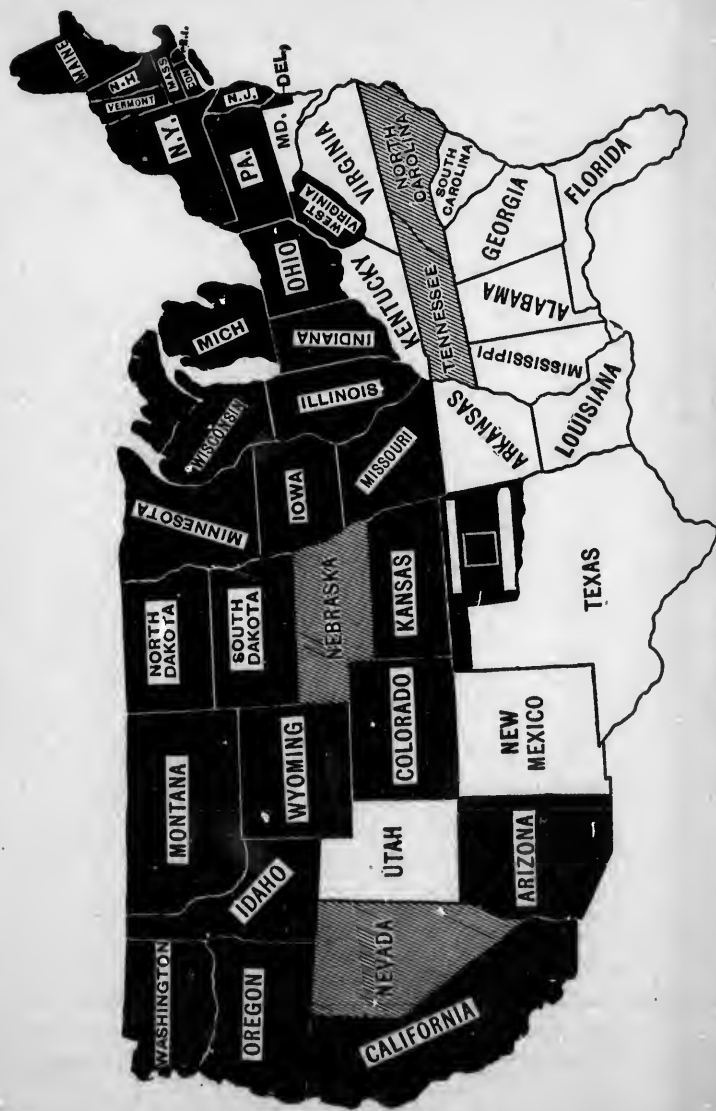 MAINE
N.H.
VERMONT
MASS
CON
R.I.
N.Y.
N.J.
PA.
DEL,
MD.
WASHINGTON
MONTANA
NORTH
DAKOTA
MINNESOTA
WISCONSIN
MICH
OREGON
IDAHO
WYOMING
SOUTH
DAKOTA
IOWA
ILLINOIS
INDIANA
OHIO
WEST
VIRGINIA
VIRGINIA
NEBRASKA
NEVADA
UTAH
COLORADO
KANSAS
MISSOURI
KENTUCKY
CALIFORNIA
ARIZONA
NEW
MEXICO
TEXAS
ARKANSAS
TENNESSEE
NORTH
CAROLINA
SOUTH
CAROLINA
LOUISIANA
MISSISSIPPI
ALABAMA
GEORGIA
FLORIDA